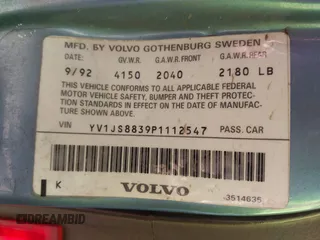 MFD. BY VOLVO GOTHENBURG SWEDEN
DATE: G.V.W.R. G.A.W.R. FRONT G.A.W.R. REAR
9/92 4150 2040 2180 LB
THIS VEHICLE CONFORMS TO ALL APPLICABLE FEDERAL
MOTOR VEHICLE SAFETY, BUMPER, AND THEFT PROTEC-
TION STANDARDS IN EFFECT ON THE DATE OF MANUFAC-
TURE SHOWN ABOVE.
VIN YV1JS8839P1112547 PASS. CAR
K VOLVO 3514635
DREAMBID